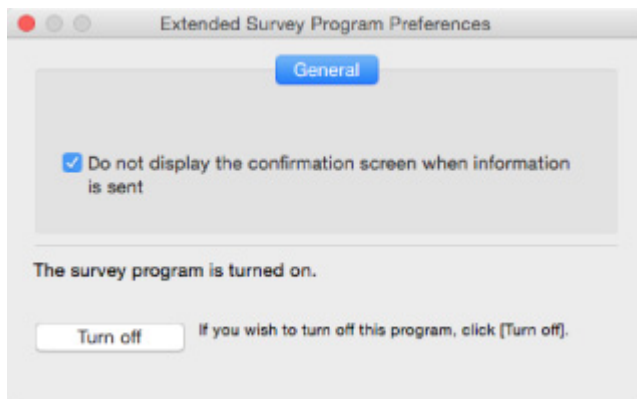 Extended Survey Program Preferences
General
Do not display the confirmation screen when information
is sent
The survey program is turned on.
Turn off
If you wish to turn off this program, click [Turn off].